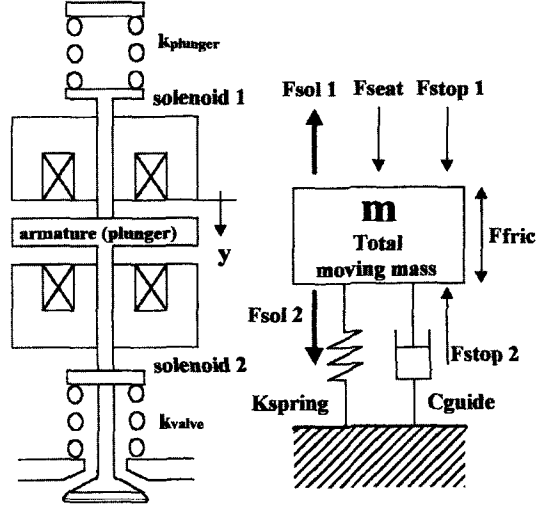 kplunger
solenoid 1
armature (plunger)
y
solenoid 2
kvalve
Fsol 1
Fseat
Fstop 1
m
Total
moving mass
Ffric
Fsol 2
Fstop 2
Kspring
Cguide